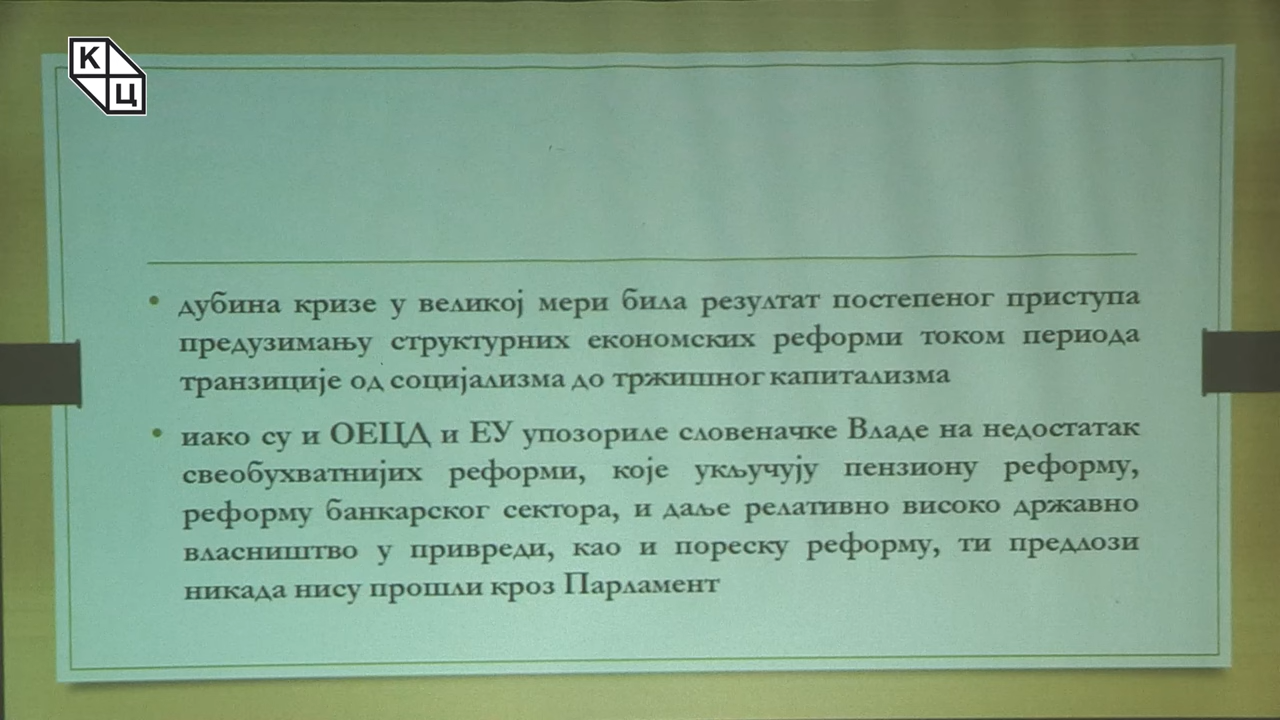 К
Ц
• дубина кризе у великој мери била резултат постепеног приступа
предузимању структурних економских реформи током периода
транзиције од социјализма до тржишног капитализма
• иако су и ОЕЦД и ЕУ упозориле словеначке Владе на недостатак
свеобухватнијих реформи, које укључују пензиону реформу,
реформу банкарског сектора, и даље релативно високо државно
власништво у привреди, као и пореску реформу, ти предлози
никада нису прошли кроз Парламент